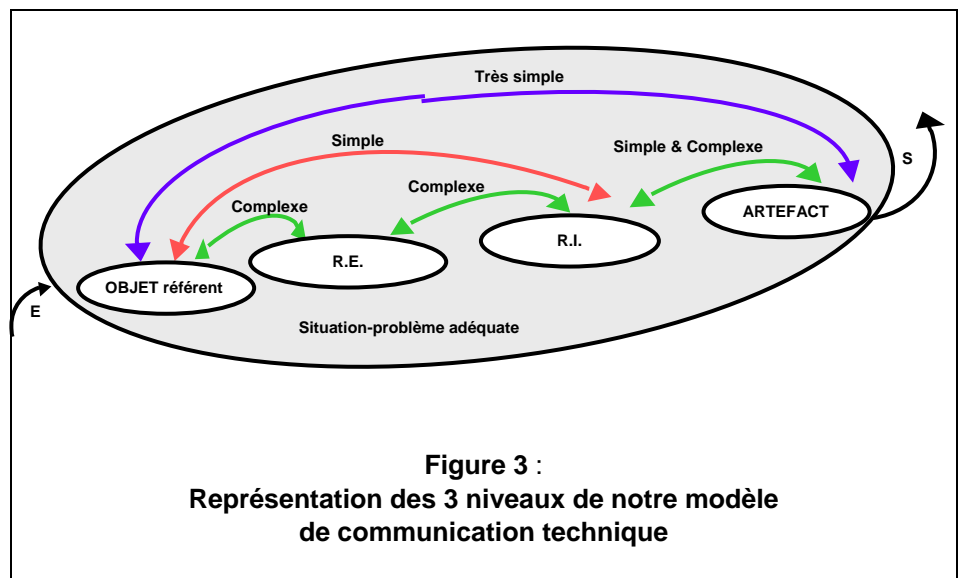 Très simple
Simple
Simple & Complexe
S
Complexe
Complexe
ARTEFACT
R.I.
R.E.
OBJET référent
E
Situation-problème adéquate
Figure 3 :
Représentation des 3 niveaux de notre modèle
de communication technique